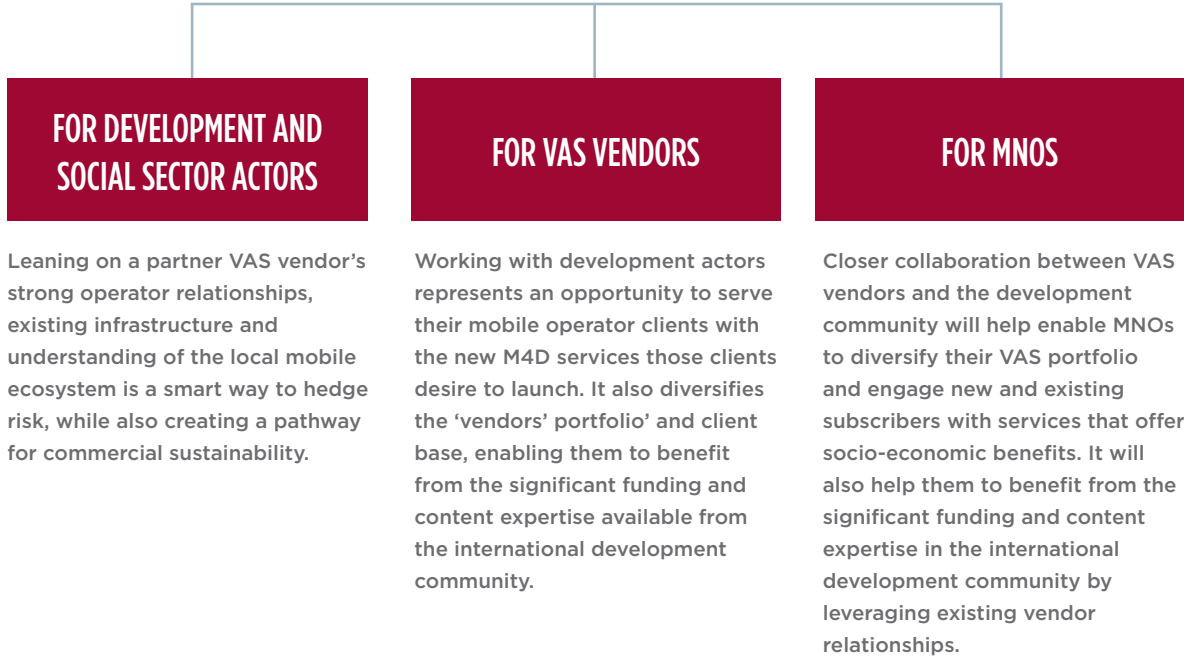 FOR DEVELOPMENT AND
SOCIAL SECTOR ACTORS
Leaning on a partner VAS vendor’s
strong operator relationships,
existing infrastructure and
understanding of the local mobile
ecosystem is a smart way to hedge
risk, while also creating a pathway
for commercial sustainability.
FOR VAS VENDORS
Working with development actors
represents an opportunity to serve
their mobile operator clients with
the new M4D services those clients
desire to launch. It also diversifies
the ‘vendors’ portfolio’ and client
base, enabling them to benefit
from the significant funding and
content expertise available from
the international development
community.
FOR MNOS
Closer collaboration between VAS
vendors and the development
community will help enable MNOs
to diversify their VAS portfolio
and engage new and existing
subscribers with services that offer
socio-economic benefits. It will
also help them to benefit from the
significant funding and content
expertise in the international
development community by
leveraging existing vendor
relationships.